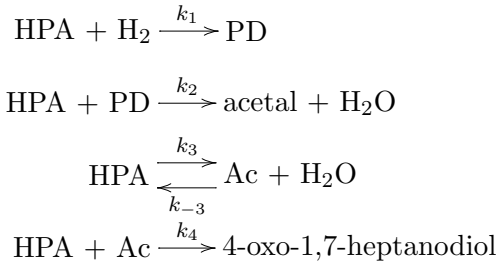 HPA + H₂ —k₁→ PD
HPA + PD —k₂→ acetal + H₂O
HPA ⇌ (k₃, k₋₃) Ac + H₂O
HPA + Ac —k₄→ 4-oxo-1,7-heptanodiol